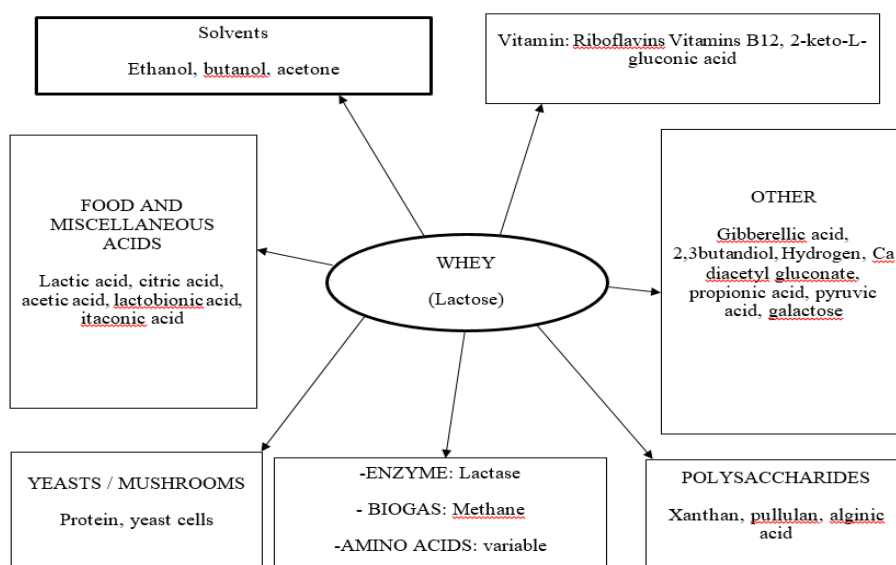 Solvents
Ethanol, butanol, acetone
Vitamin: Riboflavins Vitamins B12, 2-keto-L-
gluconic acid
FOOD AND
MISCELLANEOUS
ACIDS
Lactic acid, citric acid,
acetic acid, lactobionic acid,
itaconic acid
WHEY
(Lactose)
OTHER
Gibberellic acid,
2,3butandiol, Hydrogen, Ca
diacetyl gluconate,
propionic acid, pyruvic
acid, galactose
YEASTS / MUSHROOMS
Protein, yeast cells
-ENZYME: Lactase
- BIOGAS: Methane
-AMINO ACIDS: variable
POLYSACCHARIDES
Xanthan, pullulan, alginic
acid